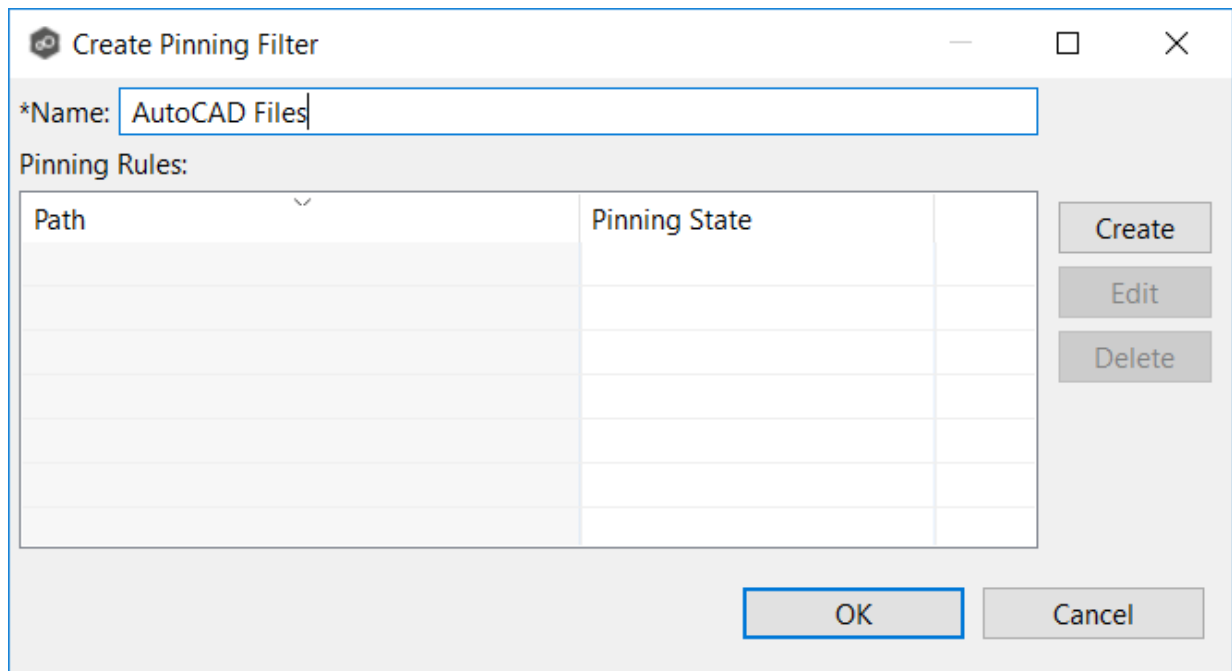 Create Pinning Filter
*Name: AutoCAD Files
Pinning Rules:
Path Pinning State
Create
Edit
Delete
OK Cancel